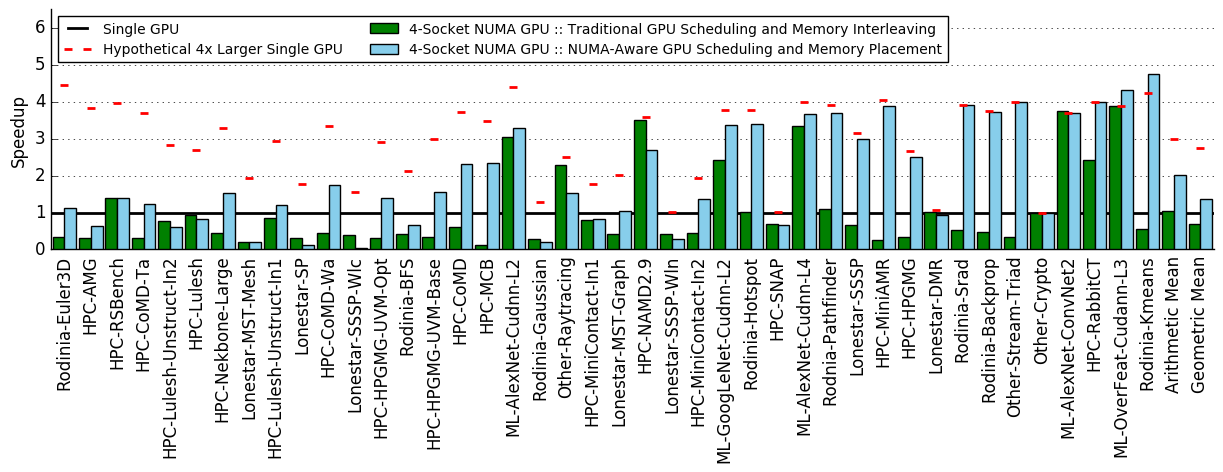 Single GPU
Hypothetical 4x Larger Single GPU
4-Socket NUMA GPU :: Traditional GPU Scheduling and Memory Interleaving
4-Socket NUMA GPU :: NUMA-Aware GPU Scheduling and Memory Placement
Speedup
6
5
4
3
2
1
0
Rodinia-Euler3D
HPC-AMG
HPC-RSBench
HPC-CoMD-Ta
HPC-Lulesh-Unstruct-In2
HPC-Lulesh
HPC-Nekbone-Large
Lonestar-MST-Mesh
HPC-Lulesh-Unstruct-In1
Lonestar-SP
HPC-CoMD-Wa
Lonestar-SSSP-Wlc
HPC-HPGMG-UVM-Opt
Rodinia-BFS
HPC-HPGM-UVM-Base
HPC-CoMD
HPC-MCB
ML-AlexNet-Cudnn-L2
Rodinia-Gaussian
Other-Raytracing
HPC-MiniContact-In1
Lonestar-MST-Graph
HPC-NAMD2.9
Lonestar-SSSP-Wln
HPC-MiniContact-In2
ML-GoogLeNet-Cudnn-L2
Rodinia-Hotspot
HPC-SNAP
ML-AlexNet-Cudnn-L4
Rodnia-Pathfinder
Lonestar-SSSP
HPC-MiniAMR
HPC-HPGMG
Lonestar-DMR
Rodinia-Srad
Rodinia-Backprop
Other-Stream-Triad
Other-Crypto
ML-AlexNet-ConvNet2
HPC-RabbitCT
ML-OverFeat-Cudann-L3
Rodinia-Kmeans
Arithmetic Mean
Geometric Mean